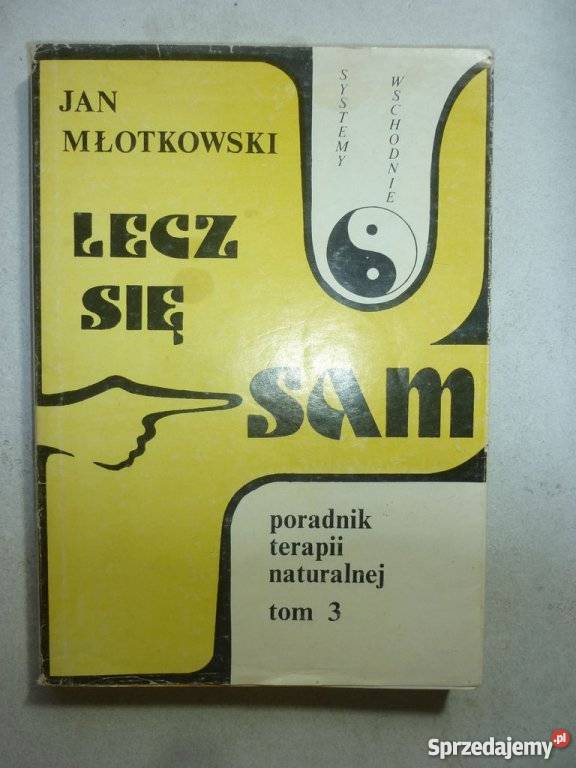 JAN
MŁOTKOWSKI
SYSTEMY
WSCHODNIE
LECZ
SIĘ
SAM
poradnik
terapii
naturalnej
tom 3
Sprzedajemy.pl